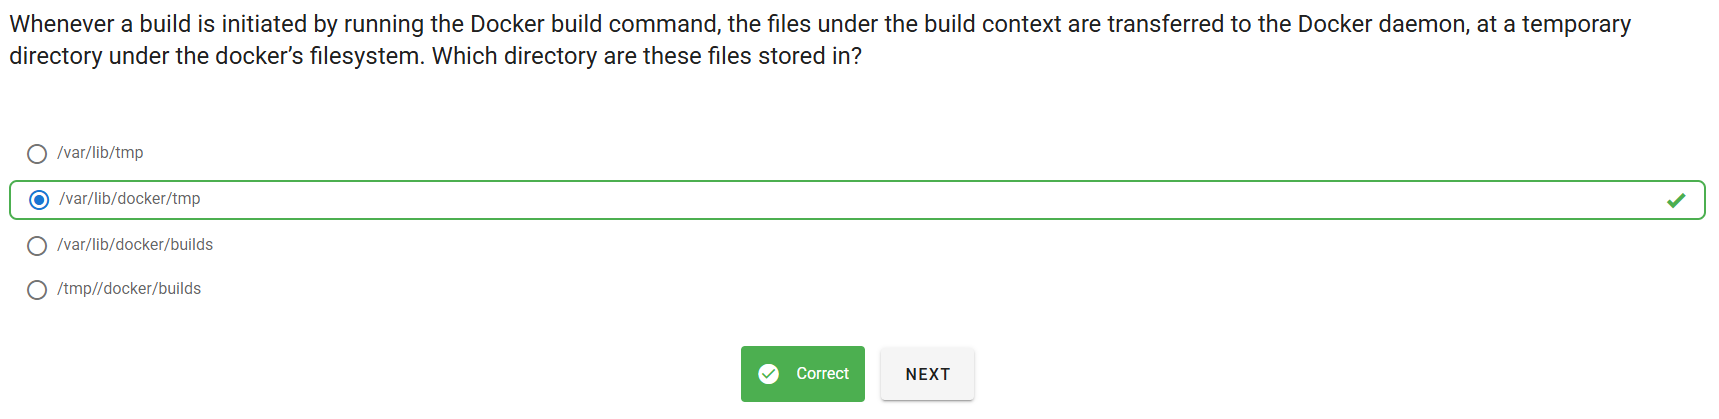 Whenever a build is initiated by running the Docker build command, the files under the build context are transferred to the Docker daemon, at a temporary
directory under the docker’s filesystem. Which directory are these files stored in?
/var/lib/tmp
/var/lib/docker/tmp
/var/lib/docker/builds
/tmp//docker/builds
Correct
NEXT